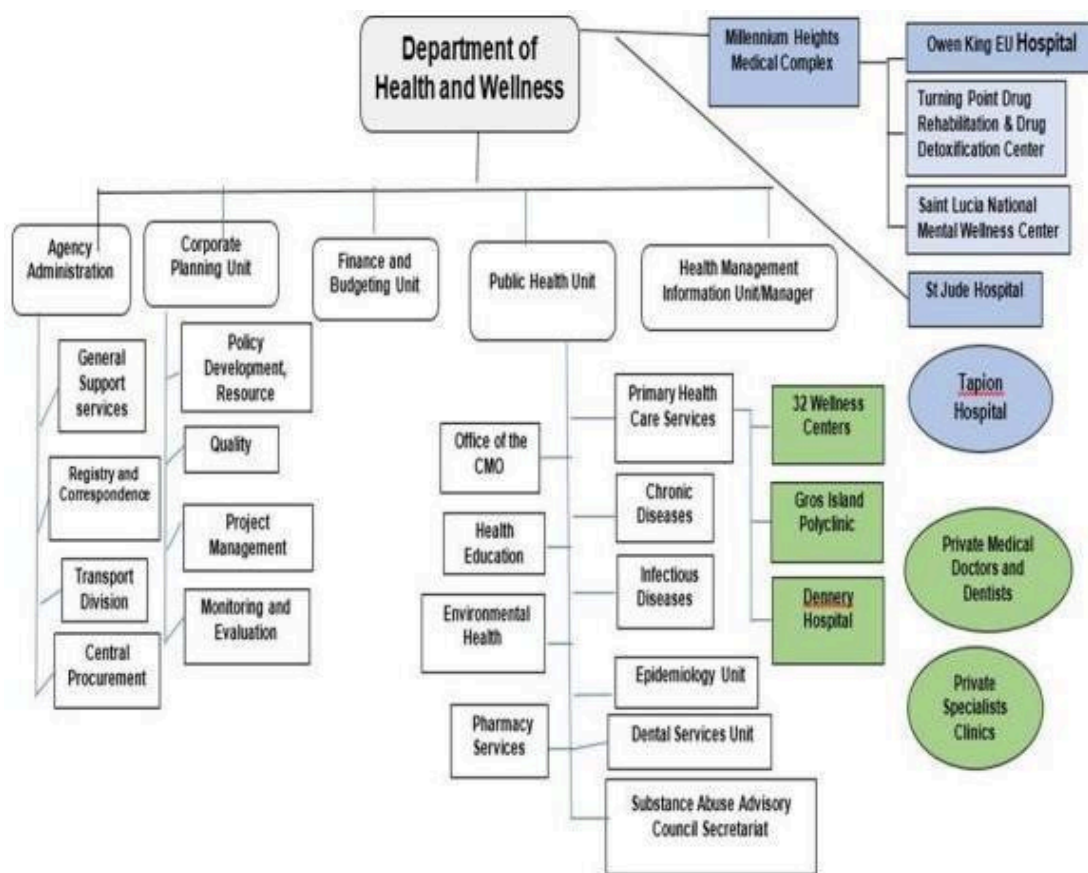 Department of
Health and Wellness
Millennium Heights
Medical Complex
Owen King EU Hospital
Turning Point Drug
Rehabilitation & Drug
Detoxification Center
Saint Lucia National
Mental Wellness Center
St Jude Hospital
Tapion
Hospital
Private Medical
Doctors and
Dentists
Private
Specialists
Clinics
Agency
Administration
Corporate
Planning Unit
Finance and
Budgeting Unit
Public Health Unit
Health Management
Information Unit/Manager
General
Support
services
Registry and
Correspondence
Transport
Division
Central
Procurement
Policy
Development,
Resource
Quality
Project
Management
Monitoring and
Evaluation
Office of the
CMO
Health
Education
Environmental
Health
Pharmacy
Services
Primary Health
Care Services
Chronic
Diseases
Infectious
Diseases
Epidemiology Unit
Dental Services Unit
Substance Abuse Advisory
Council Secretariat
32 Wellness
Centers
Gros Island
Polyclinic
Dennery
Hospital